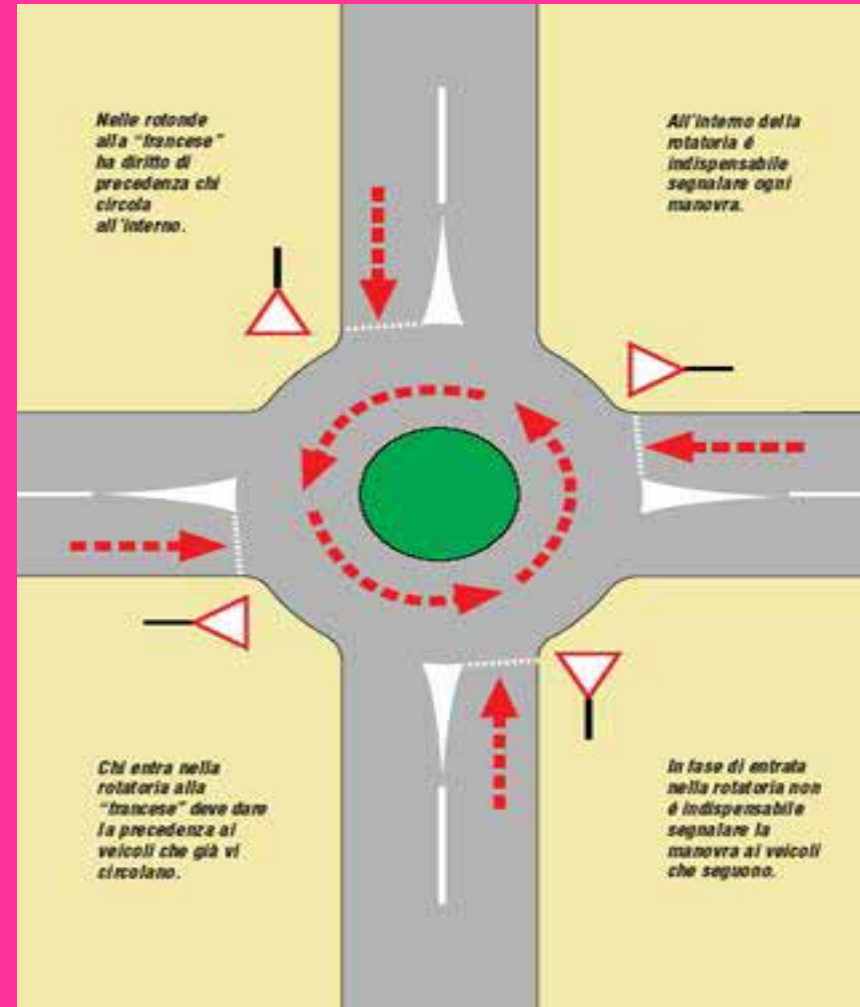 Nelle rotonde
alla "francese"
ha diritto di
precedenza chi
circola
all'interno.
All'interno della
rotatoria é
indispensabile
segnalare ogni
manovra.
Chi entra nella
rotatoria alla
"francese" deve dare
la precedenza ai
veicoli che già vi
circolano.
In fase di entrata
nella rotatoria non
é indispensabile
segnalare la
manovra ai veicoli
che seguono.